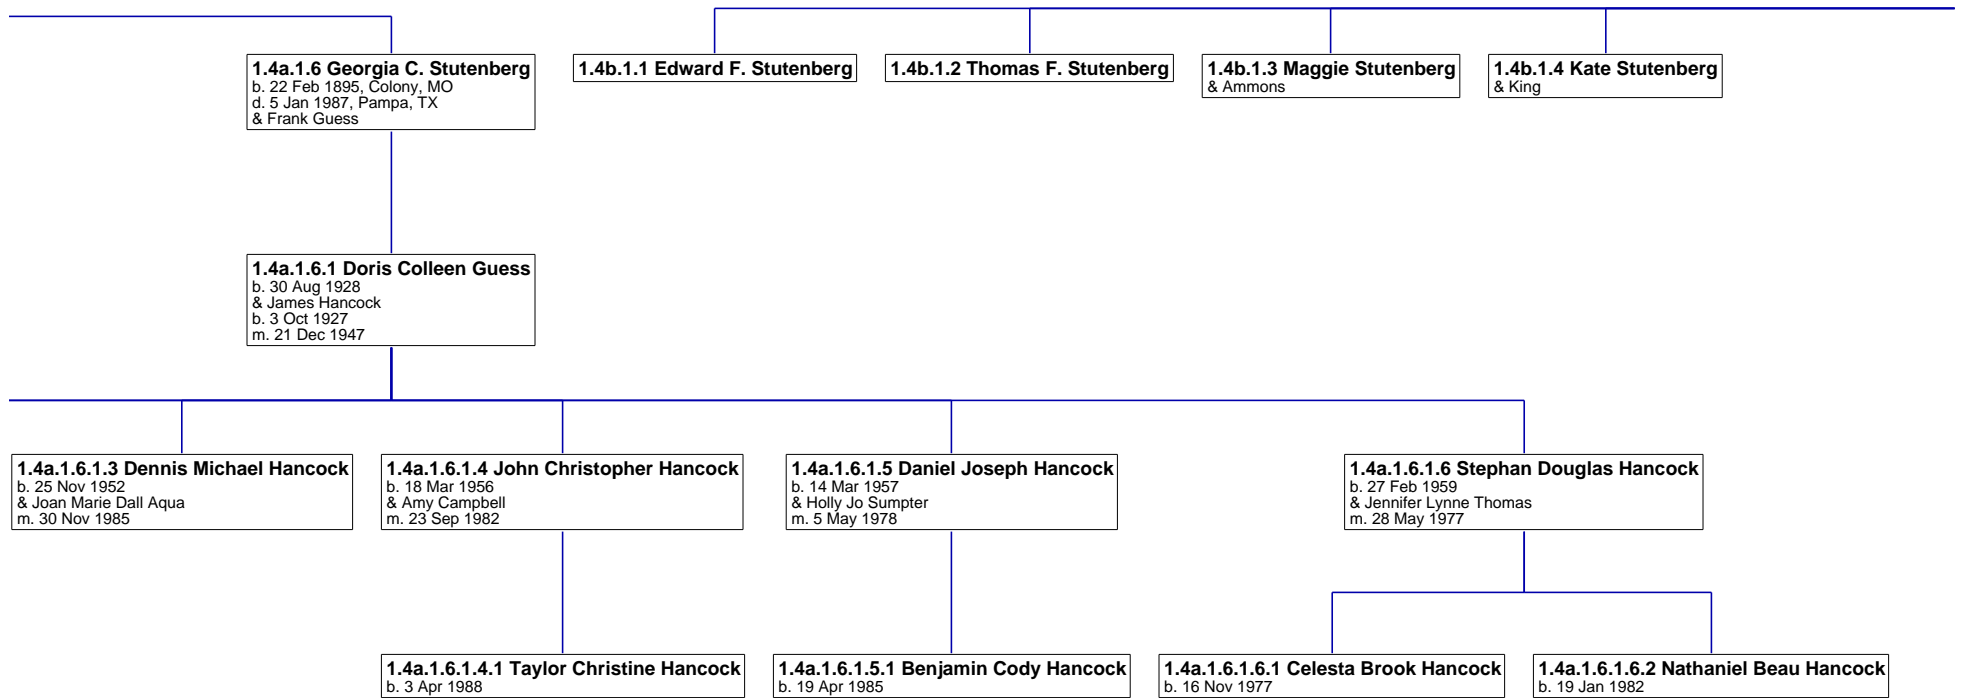 1.4a.1.6 Georgia C. Stutenberg
b. 22 Feb 1895, Colony, MO
d. 5 Jan 1987, Pampa, TX
& Frank Guess
1.4b.1.1 Edward F. Stutenberg
1.4b.1.2 Thomas F. Stutenberg
1.4b.1.3 Maggie Stutenberg
& Ammons
1.4b.1.4 Kate Stutenberg
& King
1.4a.1.6.1 Doris Colleen Guess
b. 30 Aug 1928
& James Hancock
b. 3 Oct 1927
m. 21 Dec 1947
1.4a.1.6.1.3 Dennis Michael Hancock
b. 25 Nov 1952
& Joan Marie Dall Aqua
m. 30 Nov 1985
1.4a.1.6.1.4 John Christopher Hancock
b. 18 Mar 1956
& Amy Campbell
m. 23 Sep 1982
1.4a.1.6.1.5 Daniel Joseph Hancock
b. 14 Mar 1957
& Holly Jo Sumpter
m. 5 May 1978
1.4a.1.6.1.6 Stephan Douglas Hancock
b. 27 Feb 1959
& Jennifer Lynne Thomas
m. 28 May 1977
1.4a.1.6.1.4.1 Taylor Christine Hancock
b. 3 Apr 1988
1.4a.1.6.1.5.1 Benjamin Cody Hancock
b. 19 Apr 1985
1.4a.1.6.1.6.1 Celesta Brook Hancock
b. 16 Nov 1977
1.4a.1.6.1.6.2 Nathaniel Beau Hancock
b. 19 Jan 1982